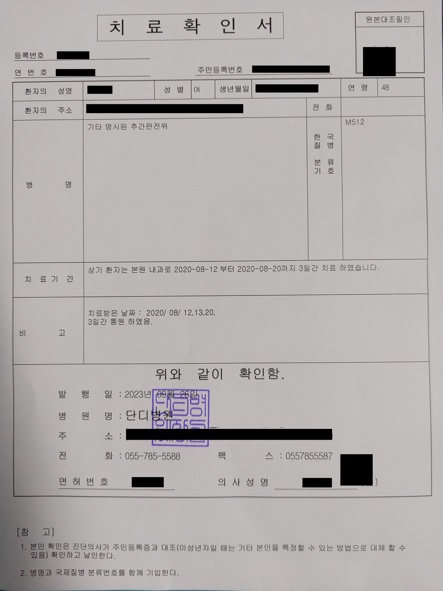 치 료 확 인 서
원본대조필인
등록번호
연 번호
주민등록번호
환자의 성명
성 별 여
생년월일
연 령 48
환자의 주소
전 화
병 명
기타 명시된 추간판전위
한 국
질 병
분 류
기 호
M512
치 료 기 간
상기 환자는 본원 내과로 2020-08-12 부터 2020-08-20까지 3일간 치료 하였습니다.
비 고
치료받은 날짜 : 2020/ 08/ 12,13,20.
3일간 통원 하였음.
위와 같이 확인함.
발 행 일 : 2023년
병 원 명 : 단디병원
주 소 :
전 화 : 055-785-5588 팩 스 : 0557855587
면허번호 의사성명 )
[참 고]
1. 본인 확인은 진단의사가 주민등록증과 대조(미성년자일 때는 기타 본인을 특정할 수 있는 방법으로 대체 할 수
있음) 확인하고 날인한다.
2. 병명과 국제질병 분류번호를 함께 기입한다.